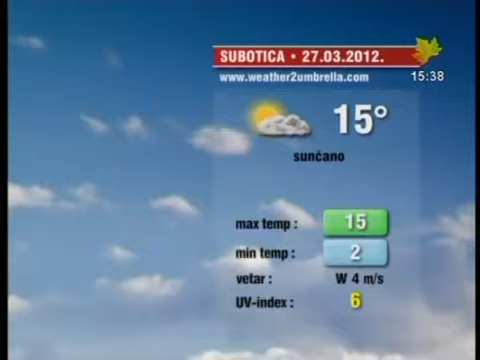 SUBOTICA • 27.03.2012.
www.weather2umbrella.com
15:38
15°
sunčano
max temp : 15
min temp : 2
vetar : W 4 m/s
UV-index : 6